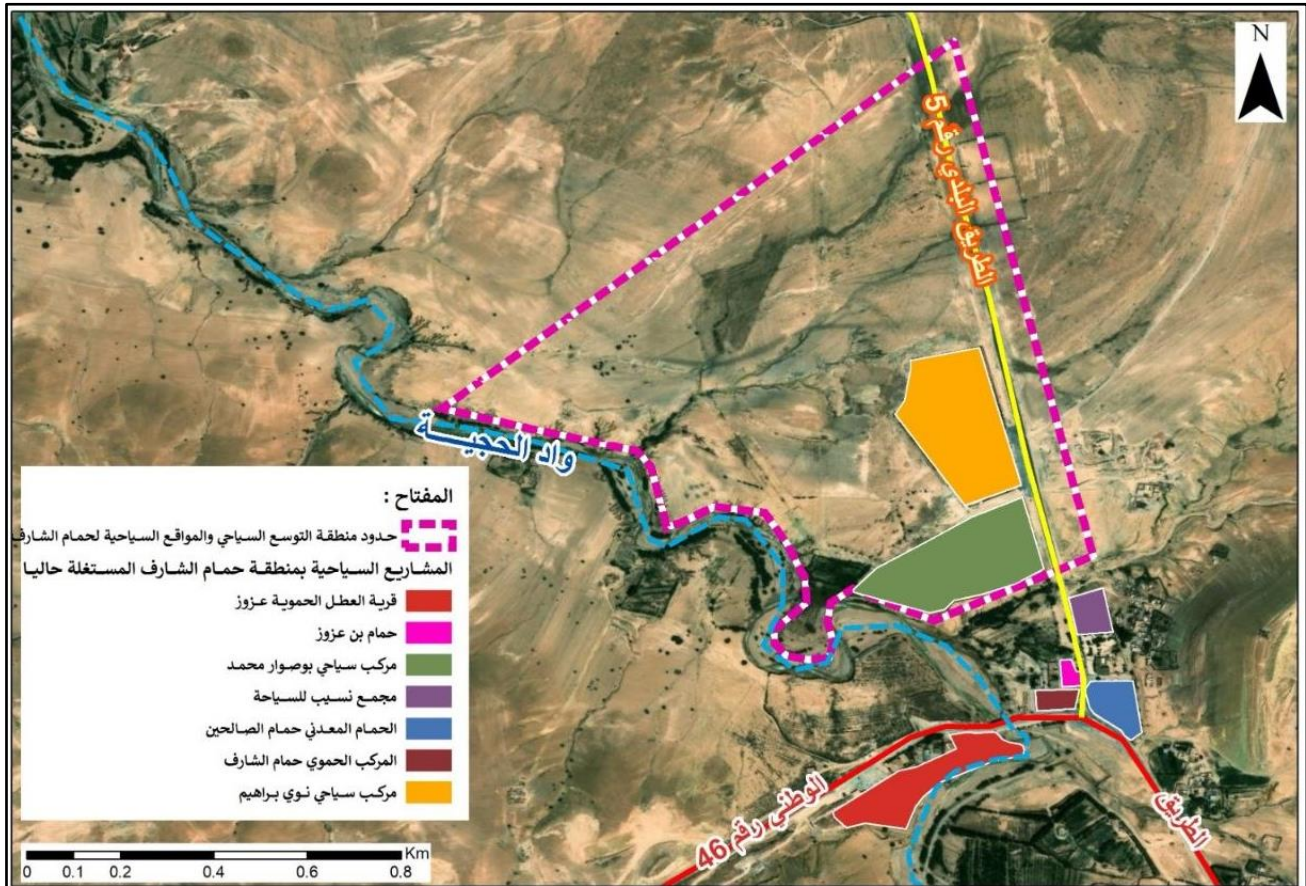 N
الطريق البلدي رقم 5
واد الحجيــة
المفتاح :
حدود منطقة التوسع السياحي والمواقع السياحية لحمام الشارف
المشاريع السياحية بمنطقة حمام الشارف المستغلة حاليا
قرية العطل الحموية عزوز
حمام بن عزوز
مركب سياحي بوصوار محمد
مجمع نسيب للسياحة
الحمام المعدني حمام الصالحين
المركب الحموي حمام الشارف
مركب سياحي نوي براهيم
الطريق
الوطني رقم 46
Km
0 0.1 0.2 0.4 0.6 0.8